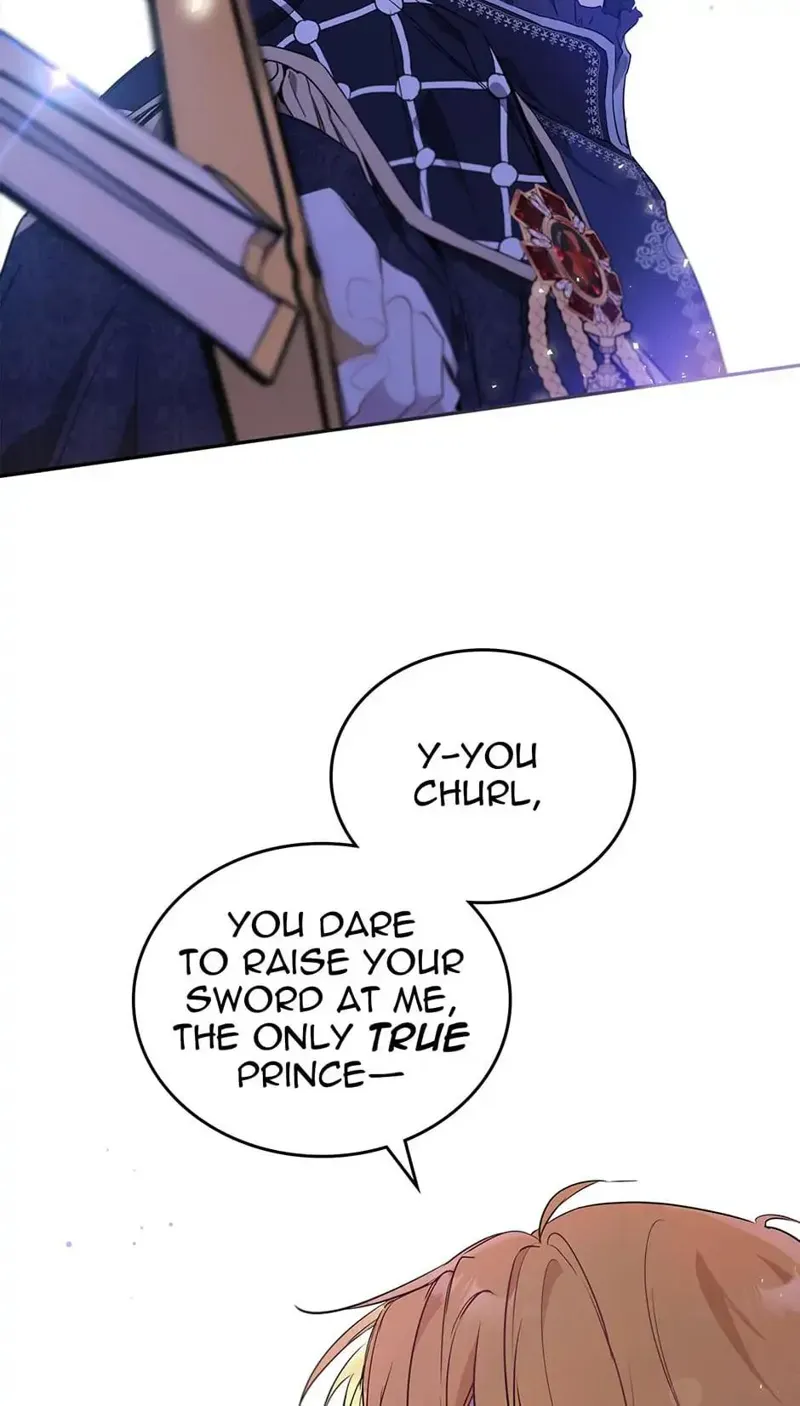 Y-YOU
CHURL,
YOU DARE
TO RAISE YOUR
SWORD AT ME,
THE ONLY TRUE
PRINCE—